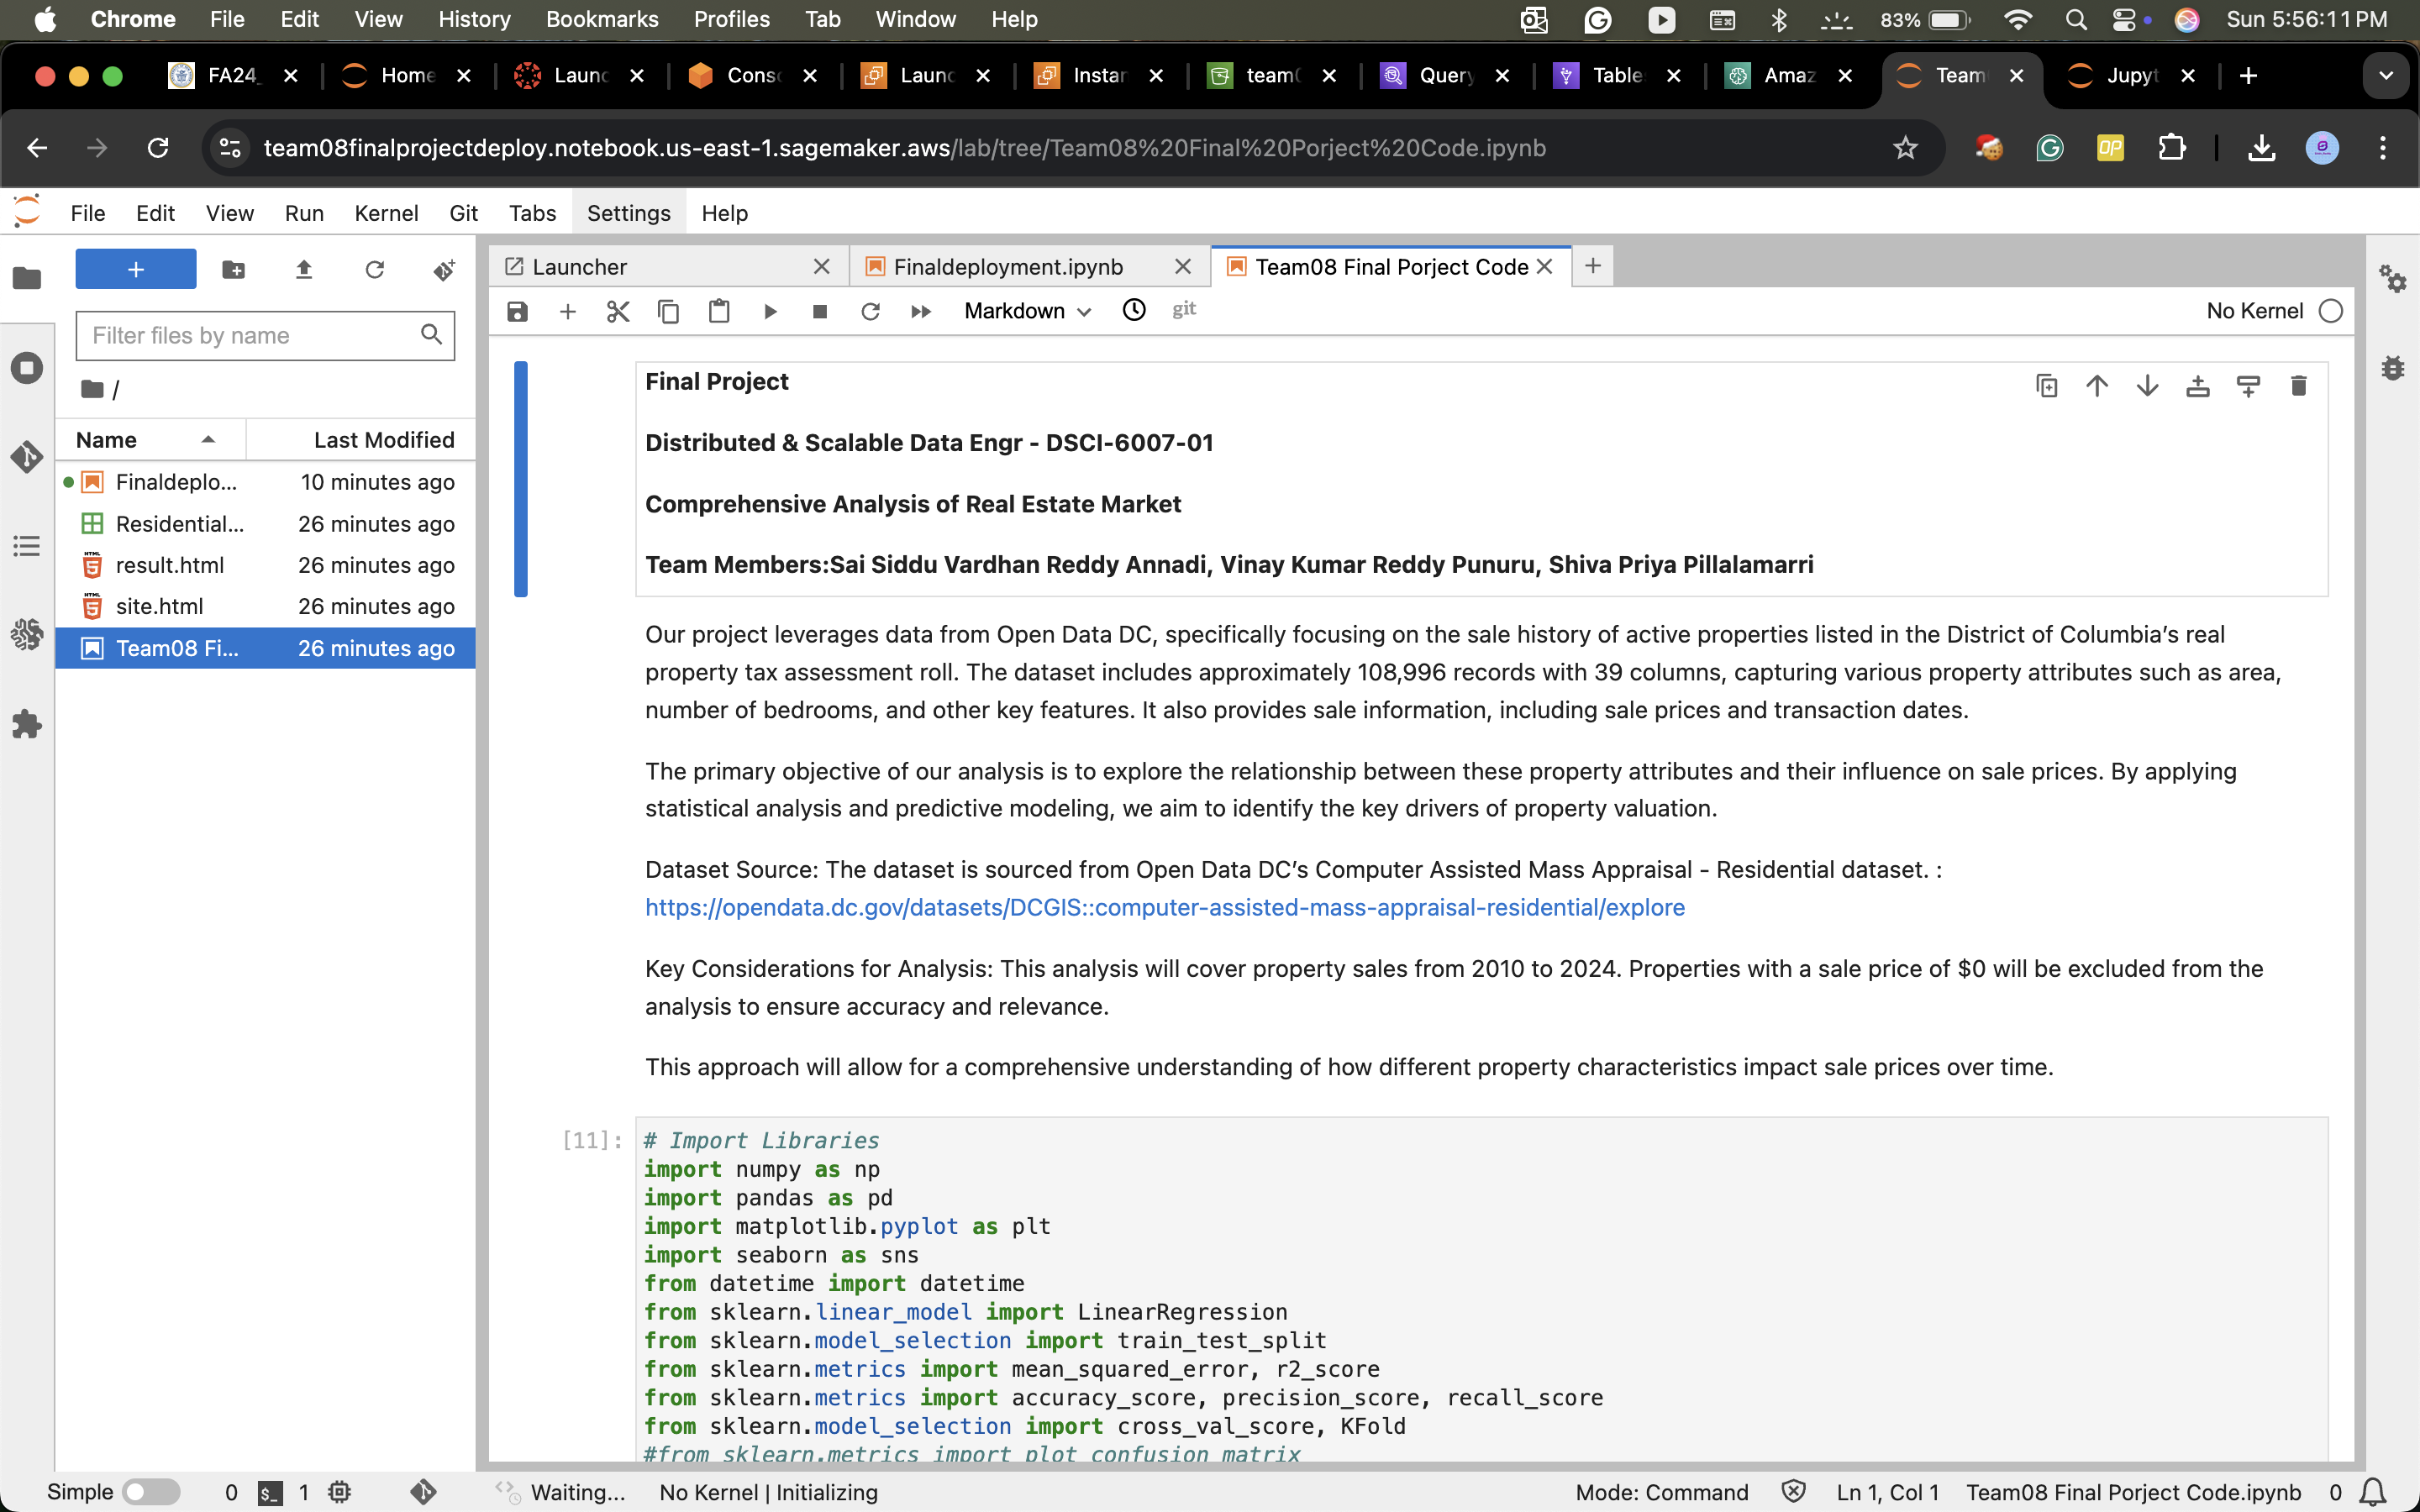 Chrome File Edit View History Bookmarks Profiles Tab Window Help 83% Sun 5:56:11 PM
FA24_ Home Launc Conso Launc Instar team0 Query Table Amaz Team Jupyt
team08finalprojectdeploy.notebook.us-east-1.sagemaker.aws/lab/tree/Team08%20Final%20Porject%20Code.ipynb
File Edit View Run Kernel Git Tabs Settings Help
Launcher Finaldeployment.ipynb Team08 Final Porject Code
Markdown git No Kernel
Filter files by name
/
Name Last Modified
Finaldeplo... 10 minutes ago
Residential... 26 minutes ago
result.html 26 minutes ago
site.html 26 minutes ago
Team08 Fi... 26 minutes ago
Final Project
Distributed & Scalable Data Engr - DSCI-6007-01
Comprehensive Analysis of Real Estate Market
Team Members:Sai Siddu Vardhan Reddy Annadi, Vinay Kumar Reddy Punuru, Shiva Priya Pillalamarri
Our project leverages data from Open Data DC, specifically focusing on the sale history of active properties listed in the District of Columbia’s real
property tax assessment roll. The dataset includes approximately 108,996 records with 39 columns, capturing various property attributes such as area,
number of bedrooms, and other key features. It also provides sale information, including sale prices and transaction dates.
The primary objective of our analysis is to explore the relationship between these property attributes and their influence on sale prices. By applying
statistical analysis and predictive modeling, we aim to identify the key drivers of property valuation.
Dataset Source: The dataset is sourced from Open Data DC’s Computer Assisted Mass Appraisal - Residential dataset. :
https://opendata.dc.gov/datasets/DCGIS::computer-assisted-mass-appraisal-residential/explore
Key Considerations for Analysis: This analysis will cover property sales from 2010 to 2024. Properties with a sale price of $0 will be excluded from the
analysis to ensure accuracy and relevance.
This approach will allow for a comprehensive understanding of how different property characteristics impact sale prices over time.
[11]: # Import Libraries
import numpy as np
import pandas as pd
import matplotlib.pyplot as plt
import seaborn as sns
from datetime import datetime
from sklearn.linear_model import LinearRegression
from sklearn.model_selection import train_test_split
from sklearn.metrics import mean_squared_error, r2_score
from sklearn.metrics import accuracy_score, precision_score, recall_score
from sklearn.model_selection import cross_val_score, KFold
#from sklearn.metrics import plot_confusion_matrix
Simple 0 $_ 1 Waiting... No Kernel | Initializing Mode: Command Ln 1, Col 1 Team08 Final Porject Code.ipynb 0